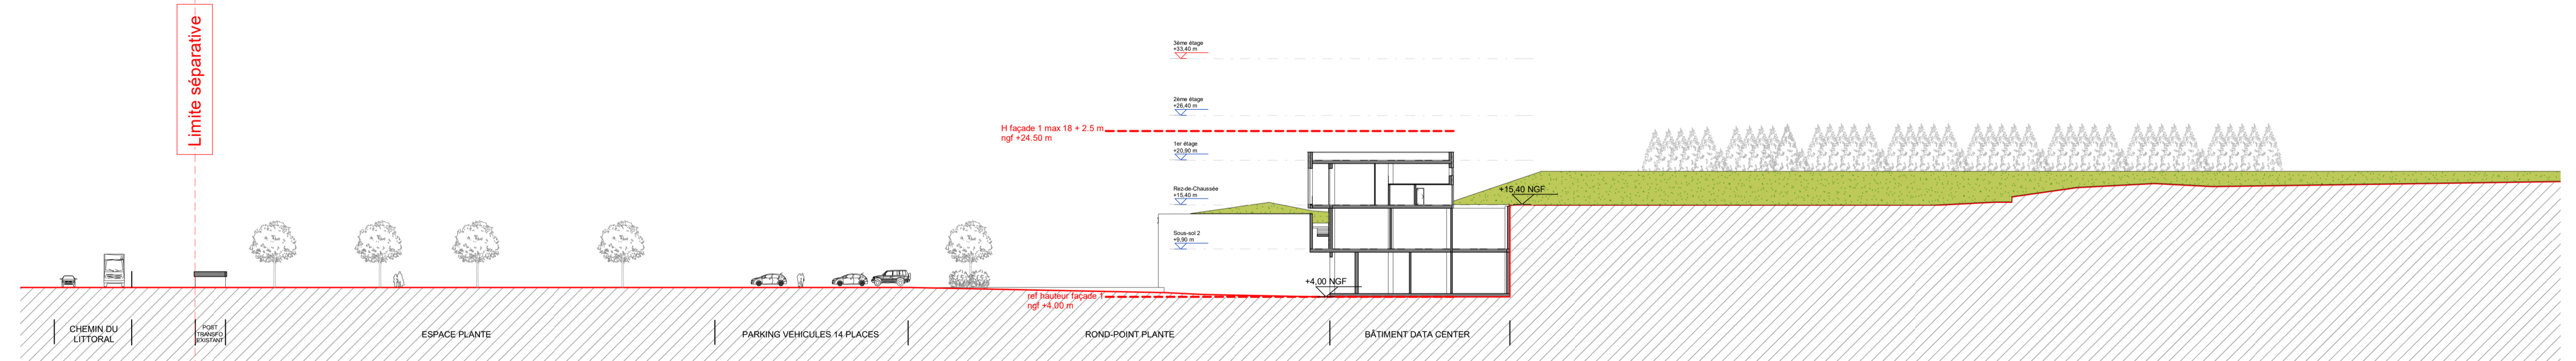 Limite séparative
3ème étage
+33,40 m
2ème étage
+26,40 m
H façade 1 max 18 + 2.5 m
ngf +24.50 m
1er étage
+20,90 m
Rez-de-Chaussée
+15,40 m
+15,40 NGF
Sous-sol 2
+9,90 m
+4,00 NGF
ref hauteur façade 1
ngf +4.00 m
CHEMIN DU
LITTORAL
POST
TRANSFO
EXISTANT
ESPACE PLANTE
PARKING VEHICULES 14 PLACES
ROND-POINT PLANTE
BÂTIMENT DATA CENTER